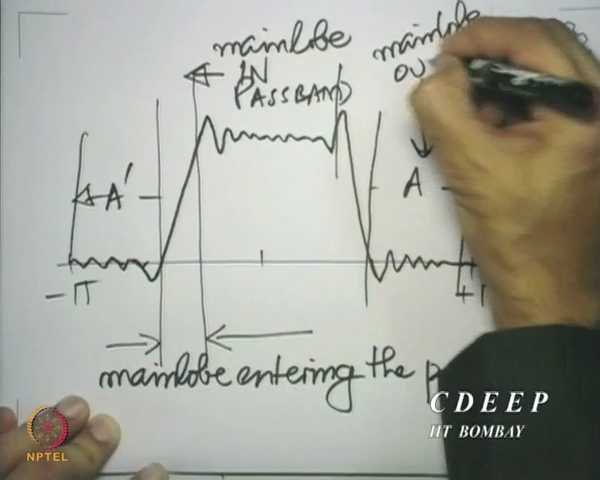 mainlobe
IN
PASSBAND
mainlobe
OU
A'
A
-π
+
mainlobe entering the p
CDEEP
IIT BOMBAY
NPTEL